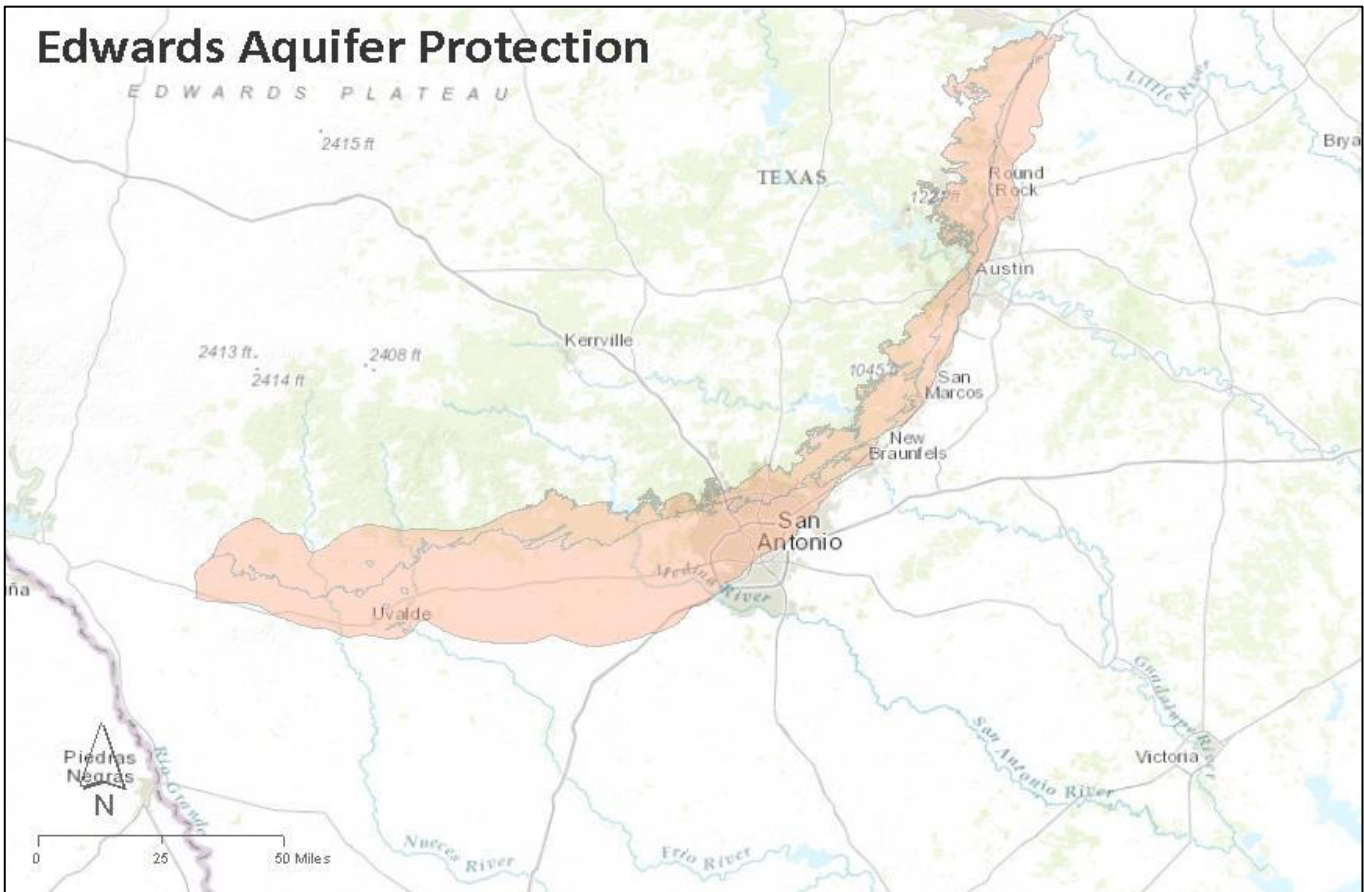 Edwards Aquifer Protection
EDWARDS PLATEAU
2415 ft
Little River
TEXAS
Round
Rock
Austin
Kerrville
2413 ft
2408 ft
2414 ft
1045 ft
San
Marcos
New
Braunfels
San
Antonio
Medina River
Uvalde
Guadalupe River
Piedras
Negras
Rio Grande
San Antonio River
Victoria
N
0 25 50 Miles
Nueces River
Frio River